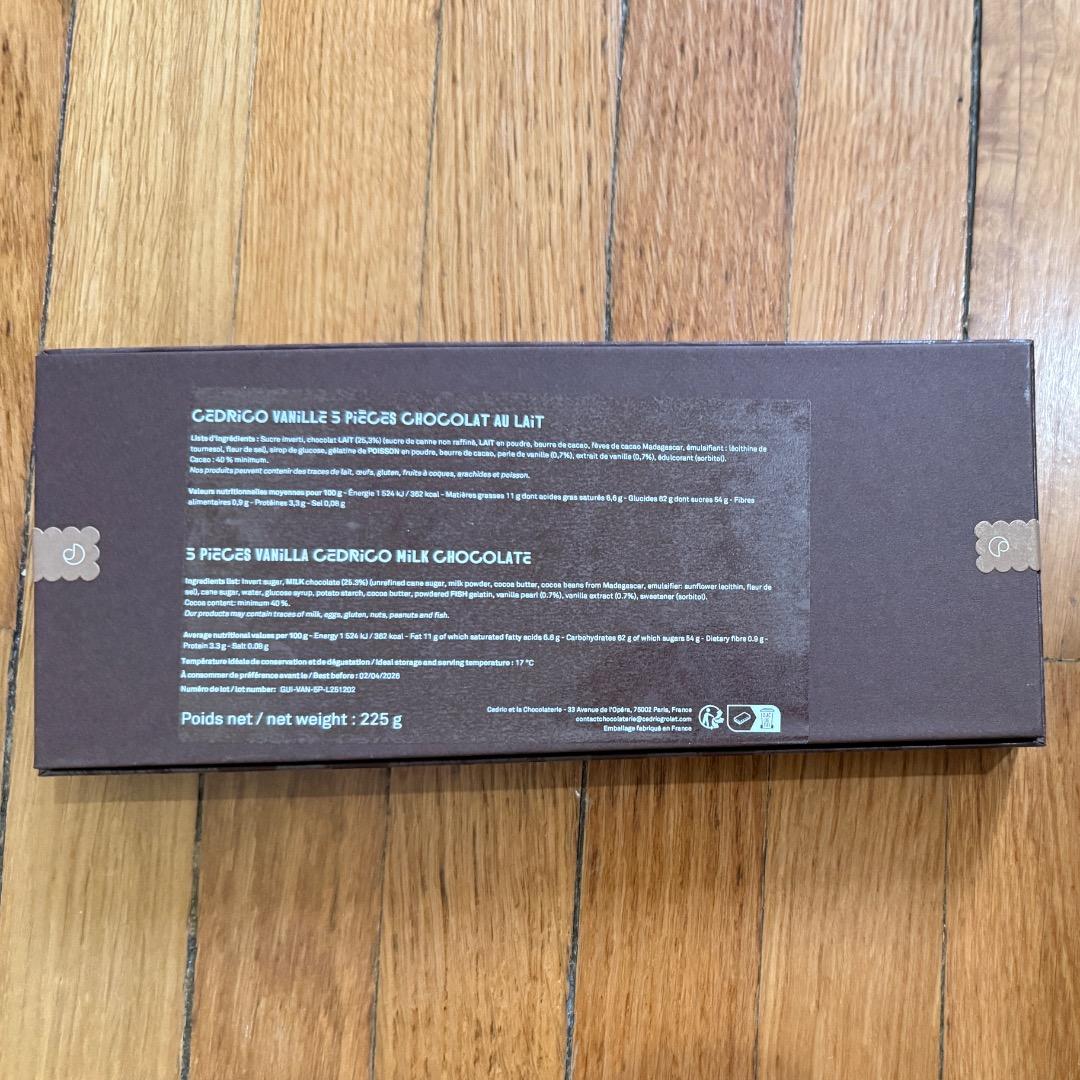 CEDRICO VANILLE 5 PIÈCES CHOCOLAT AU LAIT
Liste d'ingrédients : Sucre inverti, chocolat LAIT (25,3%) (sucre de canne non raffiné, LAIT en poudre, beurre de cacao, fèves de cacao Madagascar, émulsifiant : lécithine de
tournesol, fleur de sel), sirop de glucose, gélatine de POISSON en poudre, beurre de cacao, perle de vanille (0,7%), extrait de vanille (0,7%), édulcorant (sorbitol).
Cacao : 40 % minimum.
Nos produits peuvent contenir des traces de lait, œufs, gluten, fruits à coques, arachides et poisson.
Valeurs nutritionnelles moyennes pour 100 g - Énergie 1 524 kJ / 362 kcal - Matières grasses 11 g dont acides gras saturés 6,6 g - Glucides 62 g dont sucres 54 g - Fibres
alimentaires 0,9 g - Protéines 3,3 g - Sel 0,09 g
5 PIECES VANILLA CEDRICO MILK CHOCOLATE
Ingredients list: Invert sugar, MILK chocolate (25.3%) (unrefined cane sugar, milk powder, cocoa butter, cocoa beans from Madagascar, emulsifier: sunflower lecithin, fleur de
sel), cane sugar, water, glucose syrup, potato starch, cocoa butter, powdered FISH gelatin, vanilla pearl (0.7%), vanilla extract (0.7%), sweetener (sorbitol).
Cocoa content: minimum 40 %.
Our products may contain traces of milk, eggs, gluten, nuts, peanuts and fish.
Average nutritional values per 100 g - Energy 1 524 kJ / 362 kcal - Fat 11 g of which saturated fatty acids 6.6 g - Carbohydrates 62 g of which sugars 54 g - Dietary fibre 0.9 g -
Protein 3.3 g - Salt 0.09 g
Température idéale de conservation et de dégustation / Ideal storage and serving temperature : 17 °C
À consommer de préférence avant le / Best before : 02/04/2026
Numéro de lot / lot number: GUI-VAN-5P-L251202
Poids net / net weight : 225 g
Cedric et la Chocolaterie - 33 Avenue de l'Opéra, 75002 Paris, France
contactchocolaterie@cedricgrolet.com
Emballage fabriqué en France